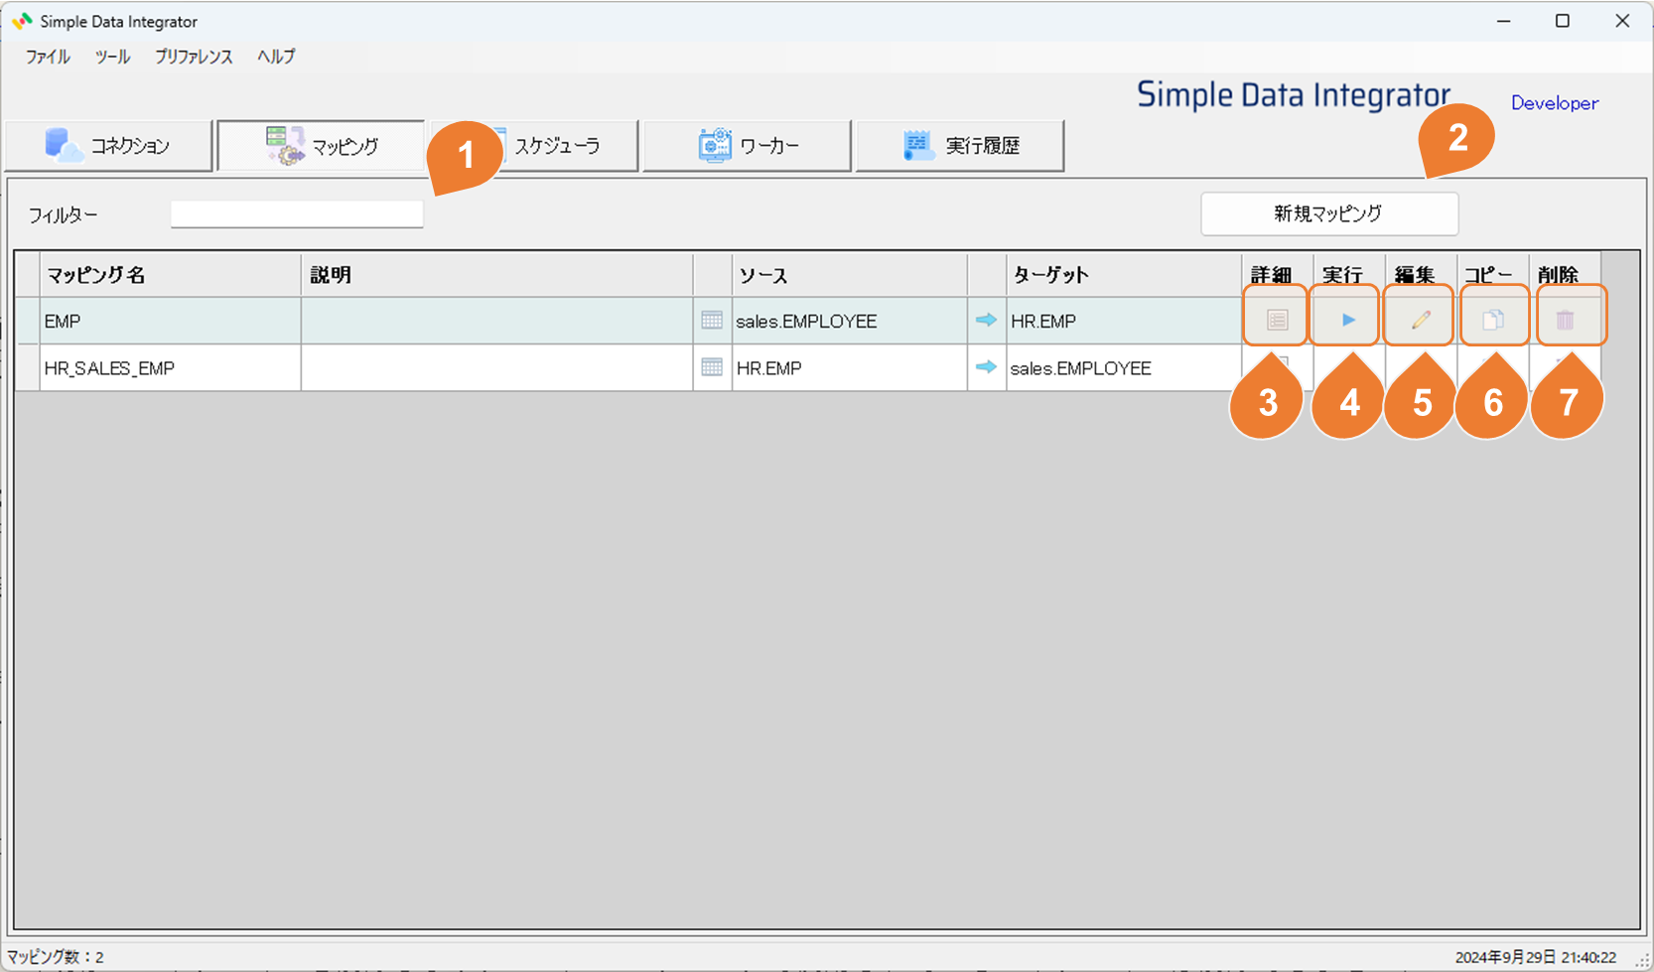 Simple Data Integrator
ファイル ツール プリファレンス ヘルプ
Simple Data Integrator Developer
コネクション マッピング 1 スケジューラ ワーカー 実行履歴 2
フィルター 新規マッピング
マッピング名 説明 ソース ターゲット 詳細 実行 編集 コピー 削除
EMP sales.EMPLOYEE HR.EMP
HR_SALES_EMP HR.EMP sales.EMPLOYEE
3 4 5 6 7
マッピング数：2 2024年9月29日 21:40:22